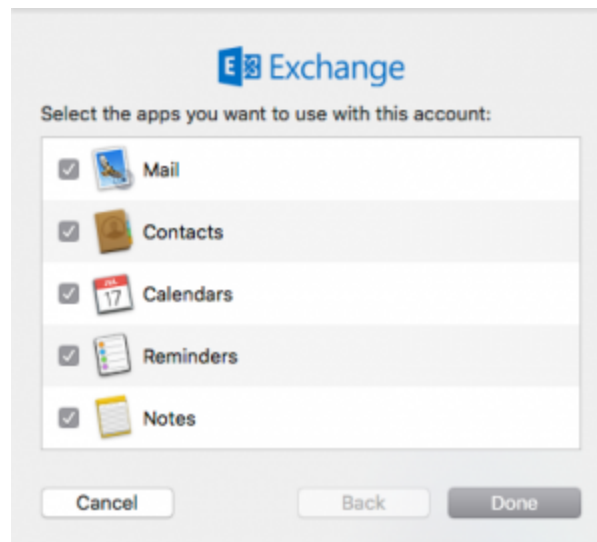 Exchange
Select the apps you want to use with this account:
Mail
Contacts
JUL
17
Calendars
Reminders
Notes
Cancel
Back
Done